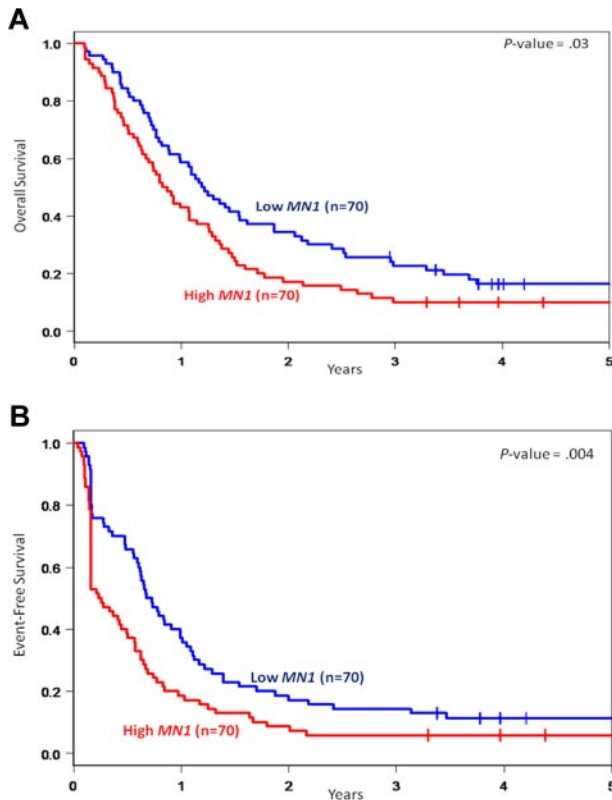 A
P-value = .03
1.0
0.8
0.6
0.4
0.2
0.0
Overall Survival
Low MN1 (n=70)
High MN1 (n=70)
0 1 2 3 4 5
Years
B
P-value = .004
1.0
0.8
0.6
0.4
0.2
0.0
Event-Free Survival
Low MN1 (n=70)
High MN1 (n=70)
0 1 2 3 4 5
Years